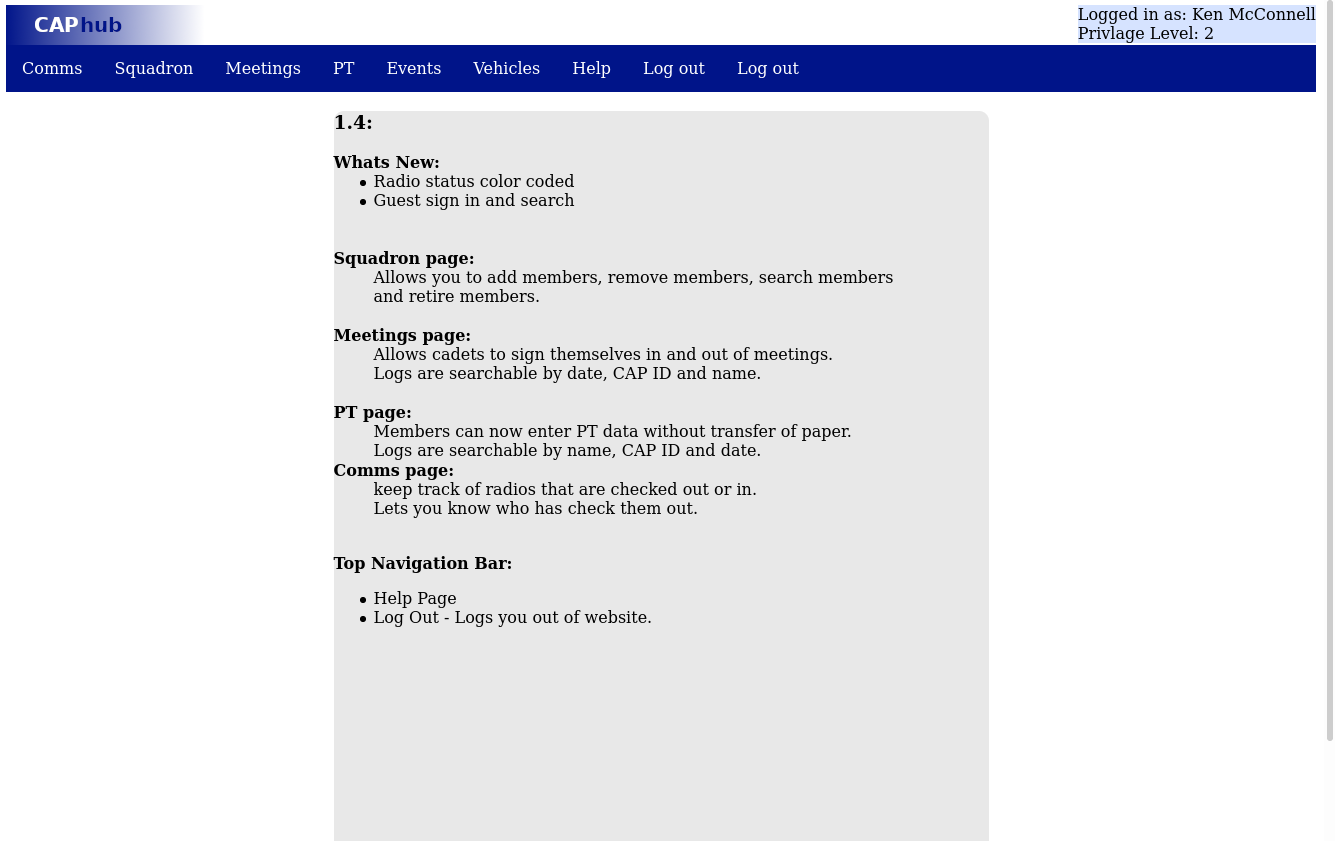 CAPhub
Logged in as: Ken McConnell
Privlage Level: 2
Comms Squadron Meetings PT Events Vehicles Help Log out Log out
1.4:
Whats New:
• Radio status color coded
• Guest sign in and search
Squadron page:
Allows you to add members, remove members, search members
and retire members.
Meetings page:
Allows cadets to sign themselves in and out of meetings.
Logs are searchable by date, CAP ID and name.
PT page:
Members can now enter PT data without transfer of paper.
Logs are searchable by name, CAP ID and date.
Comms page:
keep track of radios that are checked out or in.
Lets you know who has check them out.
Top Navigation Bar:
• Help Page
• Log Out - Logs you out of website.